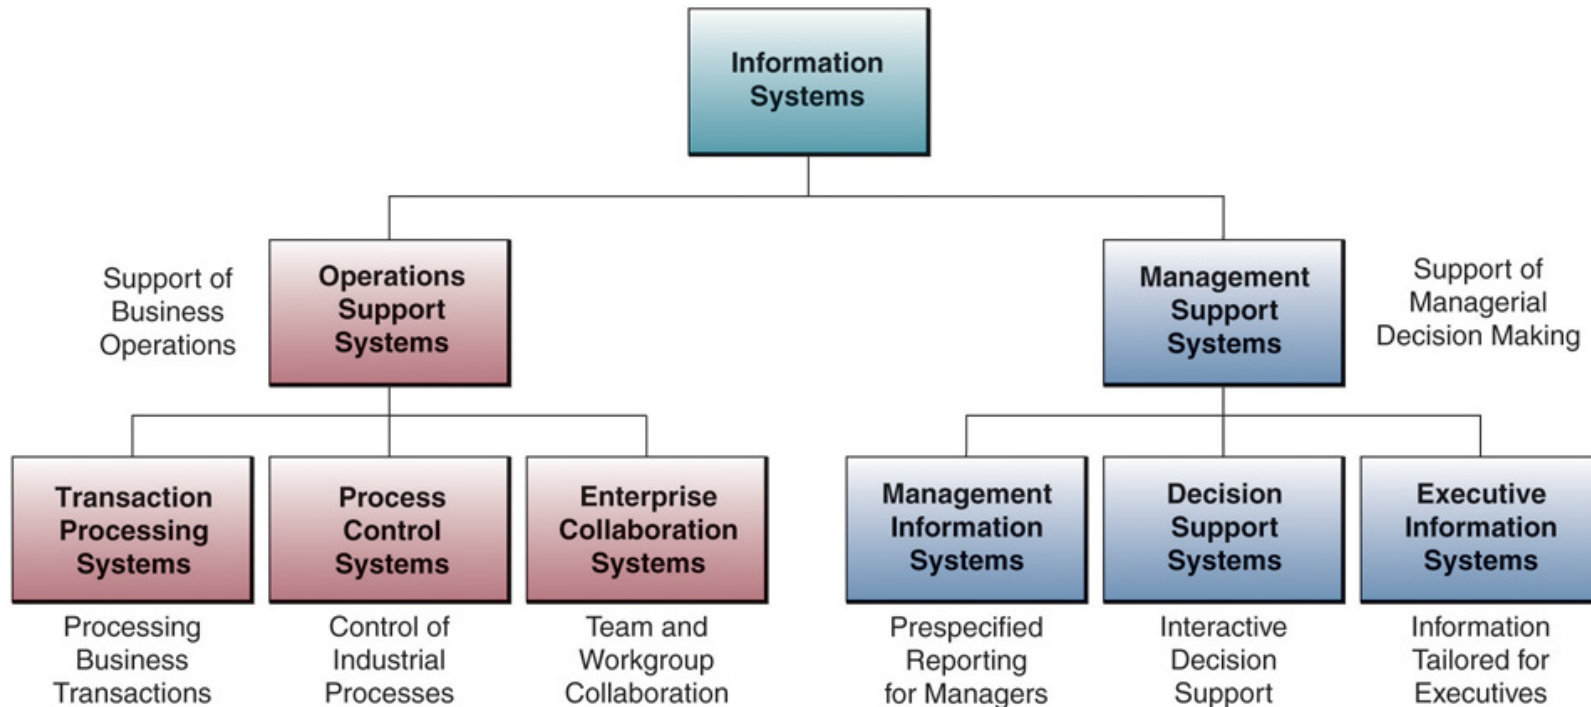 Information
Systems
Support of
Business
Operations
Operations
Support
Systems
Management
Support
Systems
Support of
Managerial
Decision Making
Transaction
Processing
Systems
Process
Control
Systems
Enterprise
Collaboration
Systems
Management
Information
Systems
Decision
Support
Systems
Executive
Information
Systems
Processing
Business
Transactions
Control of
Industrial
Processes
Team and
Workgroup
Collaboration
Prespecified
Reporting
for Managers
Interactive
Decision
Support
Information
Tailored for
Executives